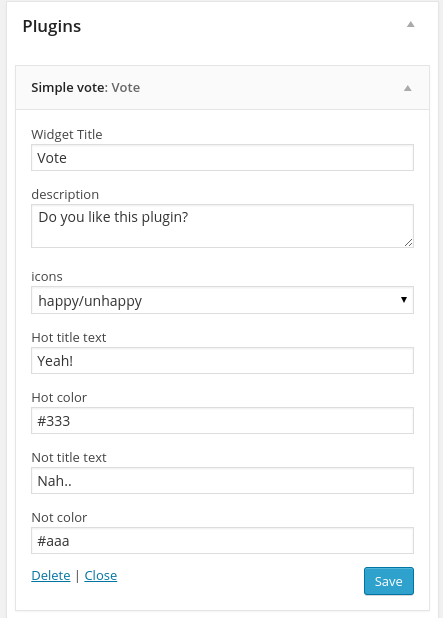 Plugins
Simple vote: Vote
Widget Title
Vote
description
Do you like this plugin?
icons
happy/unhappy
Hot title text
Yeah!
Hot color
#333
Not title text
Nah..
Not color
#aaa
Delete | Close
Save